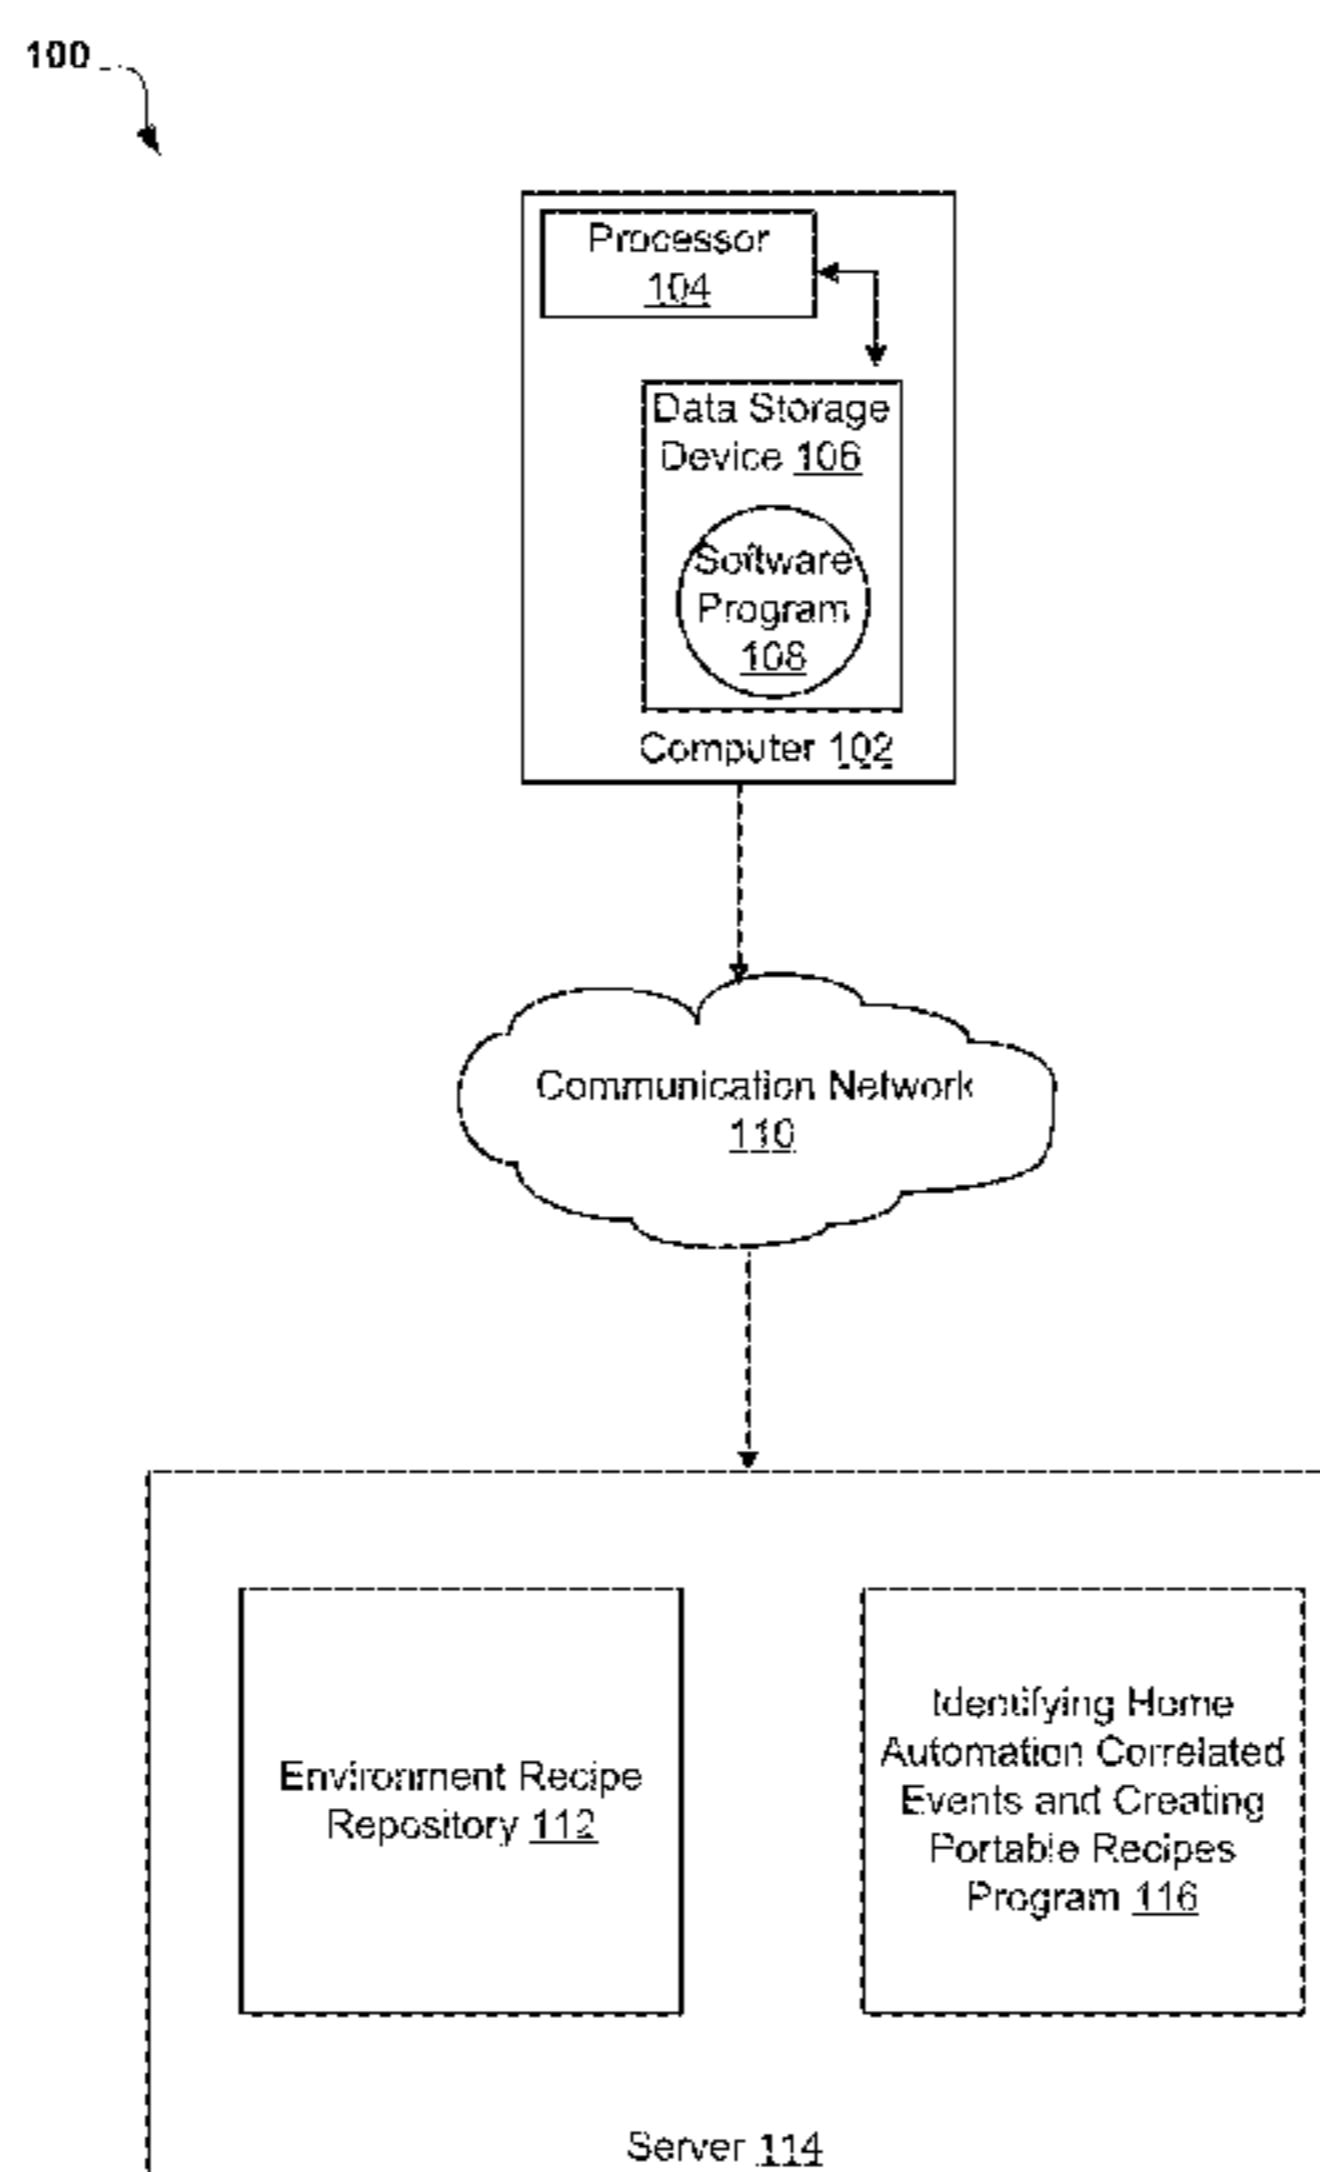 100
Processor
104
Data Storage
Device 106
Software
Program
108
Computer 102
Communication Network
110
Environment Recipe
Repository 112
Identifying Home
Automation Correlated
Events and Creating
Portable Recipes
Program 116
Server 114